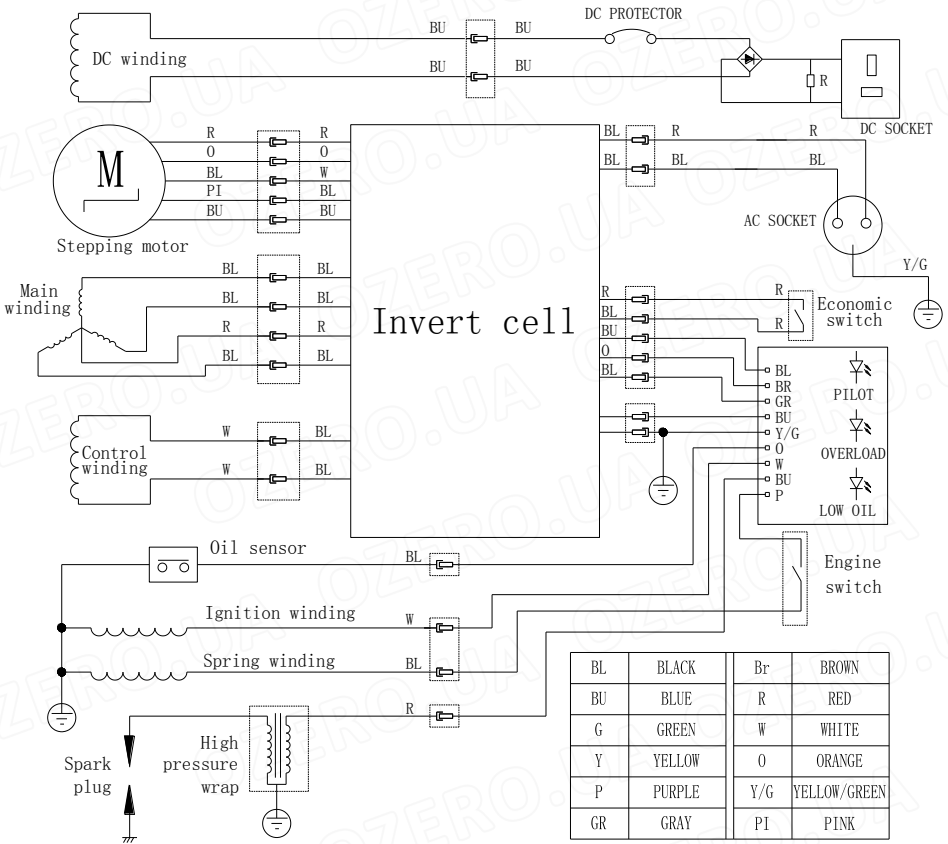 DC PROTECTOR
BU BU
DC winding
BU BU
R
DC SOCKET
R R
O O
BL W
PI BL
BU BU
M
Stepping motor
BL R R
BL BL BL
AC SOCKET
Y/G
Main
winding
BL BL
BL BL
R R
BL BL
Invert cell
R R
BL
BU R
O
BL
Economic
switch
BL
BR
GR
BU
Y/G
O
W
BU
P
PILOT
OVERLOAD
LOW OIL
Control
winding
W BL
W BL
Oil sensor
BL
Engine
switch
Ignition winding
W
Spring winding
BL
R
High
pressure
wrap
Spark
plug
BL BLACK Br BROWN
BU BLUE R RED
G GREEN W WHITE
Y YELLOW O ORANGE
P PURPLE Y/G YELLOW/GREEN
GR GRAY PI PINK
OZERO.UA